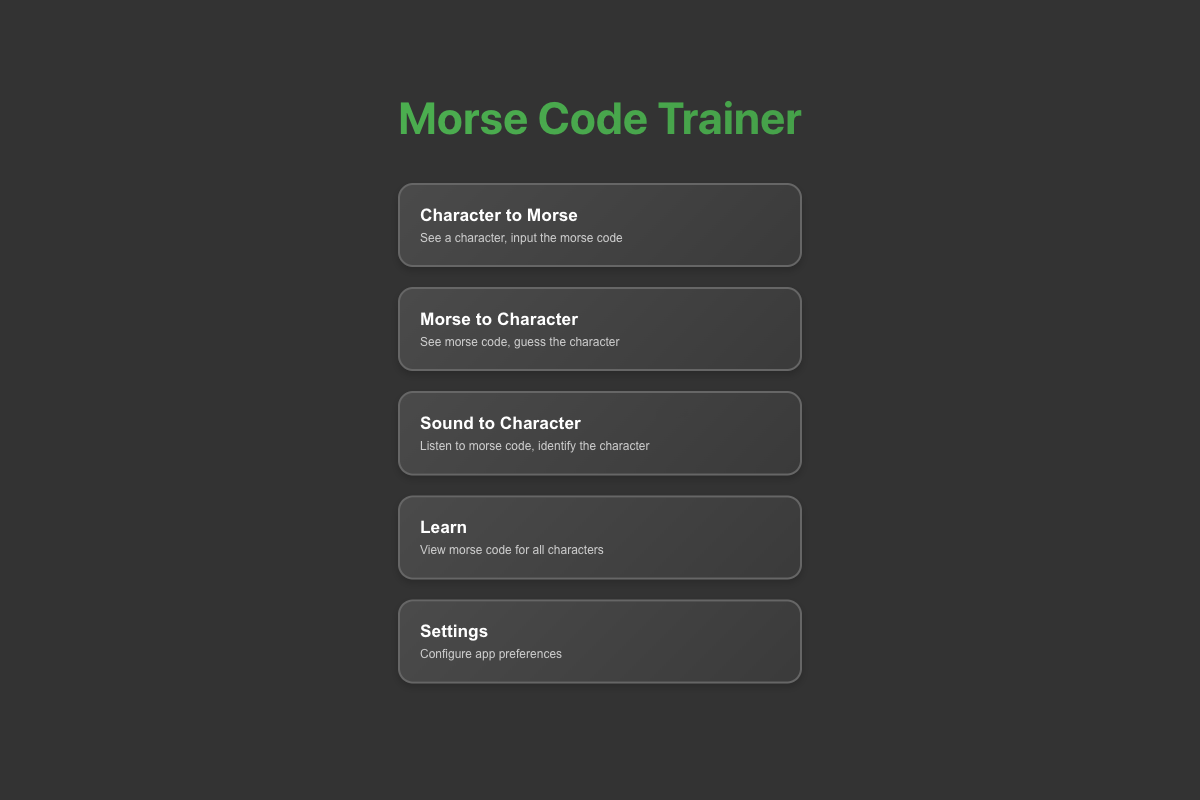 Morse Code Trainer
Character to Morse
See a character, input the morse code
Morse to Character
See morse code, guess the character
Sound to Character
Listen to morse code, identify the character
Learn
View morse code for all characters
Settings
Configure app preferences